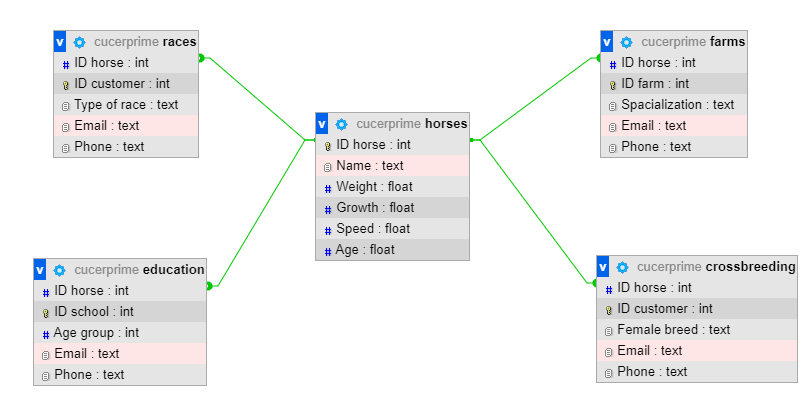 v cucerprime races
# ID horse : int
ID customer : int
Type of race : text
Email : text
Phone : text
v cucerprime farms
# ID horse : int
ID farm : int
Spacialization : text
Email : text
Phone : text
v cucerprime horses
ID horse : int
Name : text
# Weight : float
# Growth : float
# Speed : float
# Age : float
v cucerprime education
# ID horse : int
ID school : int
# Age group : int
Email : text
Phone : text
v cucerprime crossbreeding
# ID horse : int
ID customer : int
Female breed : text
Email : text
Phone : text